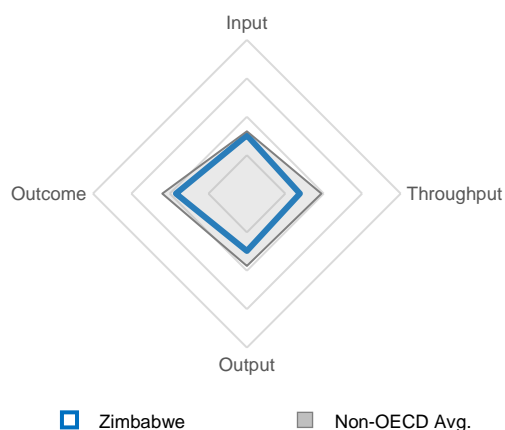 Input
Outcome
Throughput
Output
Zimbabwe
Non-OECD Avg.